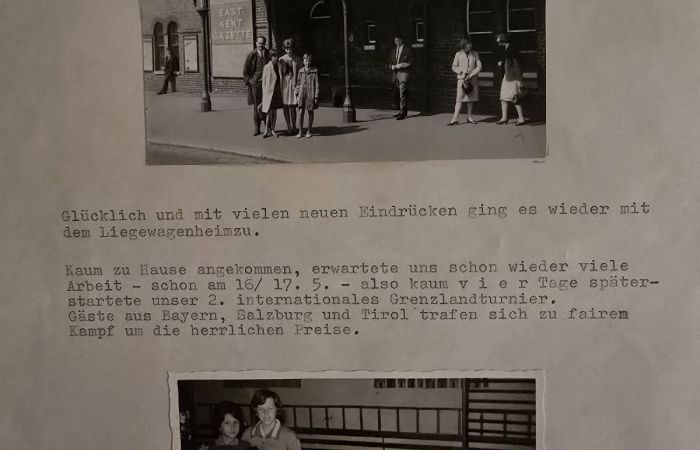 EAST
KENT
GAZETTE
Glücklich und mit vielen neuen Eindrücken ging es wieder mit
dem Liegewagenheimzu.
Kaum zu Hause angekommen, erwartete uns schon wieder viele
Arbeit - schon am 16/ 17. 5. - also kaum v i e r Tage später-
startete unser 2. internationales Grenzlandturnier.
Gäste aus Bayern, Salzburg und Tirol trafen sich zu fairem
Kampf um die herrlichen Preise.